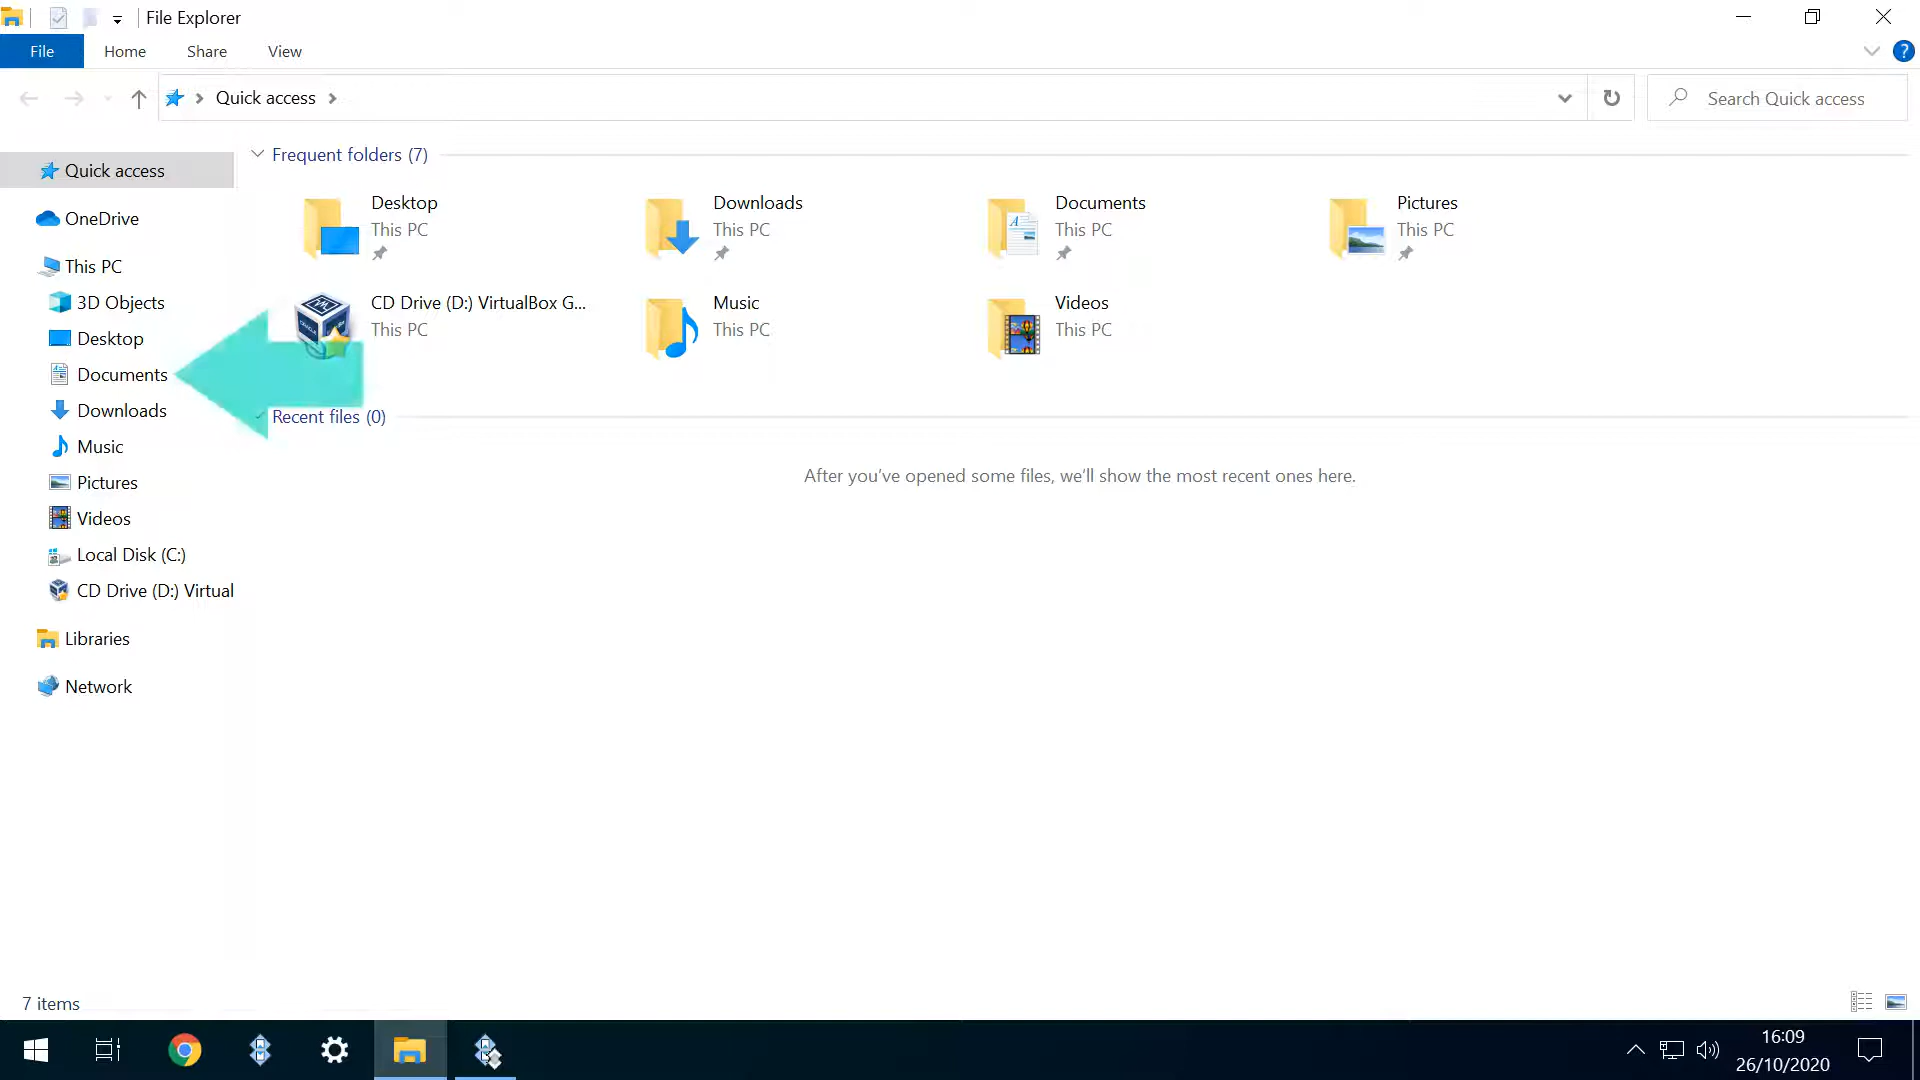 File Explorer
File
Home
Share
View
?
Quick access
Search Quick access
Quick access
OneDrive
This PC
3D Objects
Desktop
Documents
Downloads
Music
Pictures
Videos
Local Disk (C:)
CD Drive (D:) Virtual
Libraries
Network
Frequent folders (7)
Desktop
This PC
Downloads
This PC
Documents
This PC
Pictures
This PC
CD Drive (D:) VirtualBox G...
This PC
Music
This PC
Videos
This PC
Recent files (0)
After you've opened some files, we'll show the most recent ones here.
7 items
16:09
26/10/2020